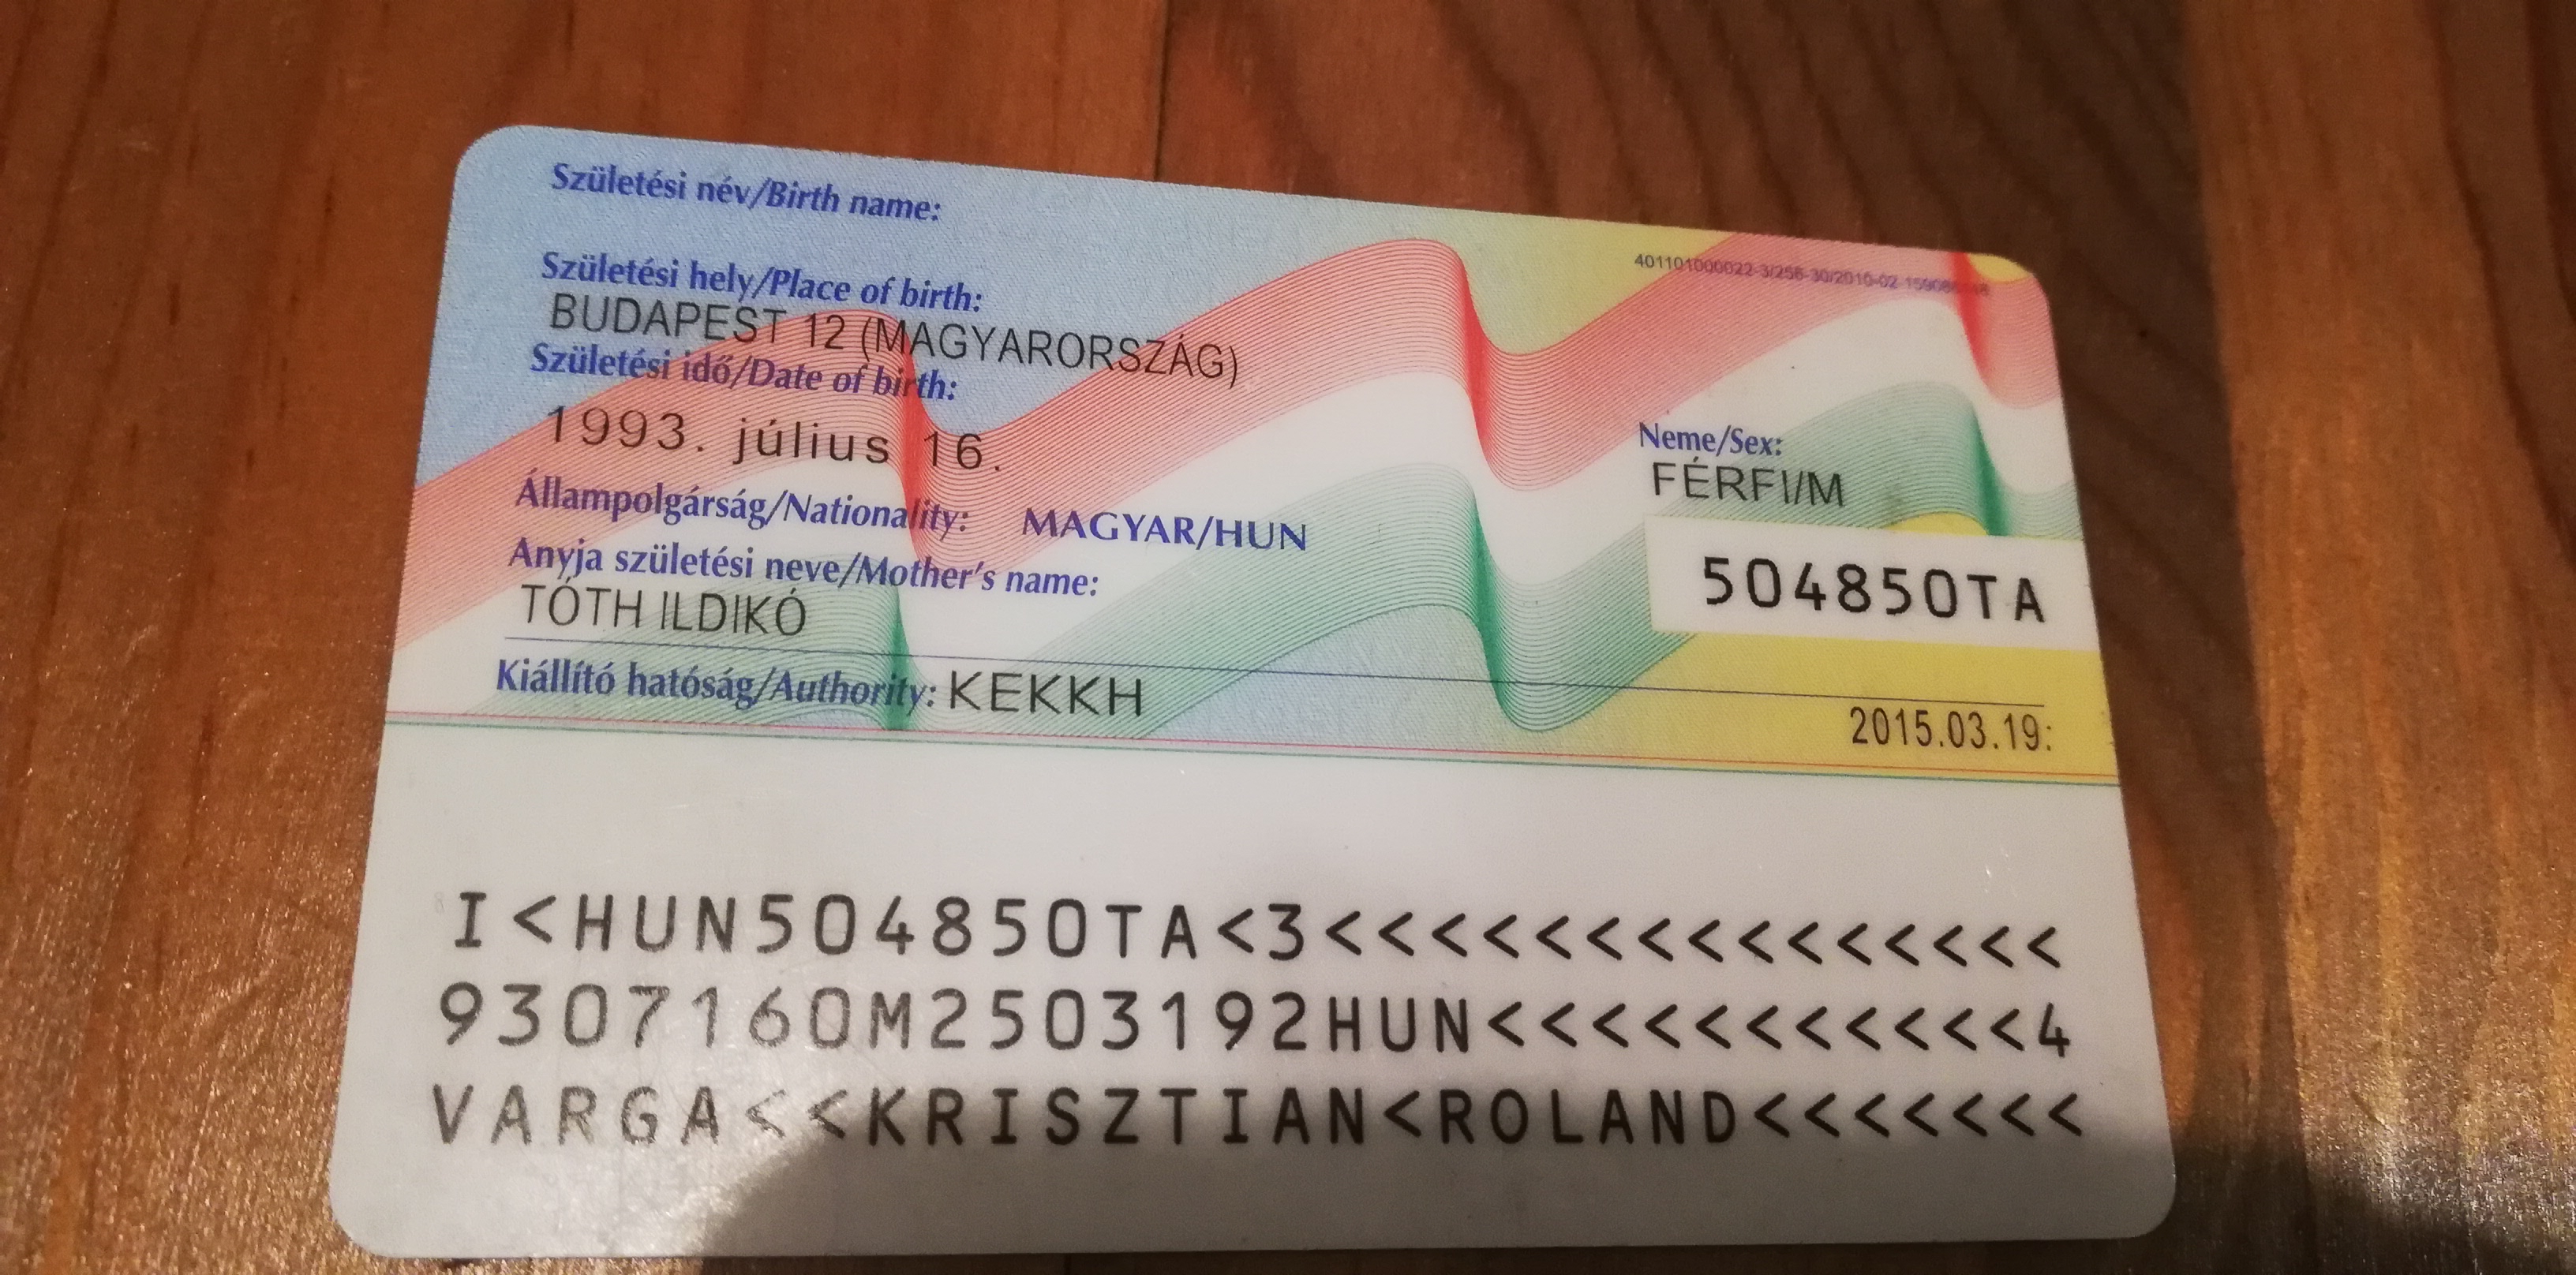 Születési név/Birth name:
Születési hely/Place of birth:
BUDAPEST 12 (MAGYARORSZÁG)
Születési idő/Date of birth:
1993. július 16.
Neme/Sex:
FÉRFI/M
Állampolgárság/Nationality: MAGYAR/HUN
504850TA
Anyja születési neve/Mother's name:
TÓTH ILDIKÓ
Kiállító hatóság/Authority: KEKKH
2015.03.19:
I<HUN504850TA<3<<<<<<<<<<<<<<<
9307160M2503192HUN<<<<<<<<<<<4
VARGA<<KRISZTIAN<ROLAND<<<<<<<